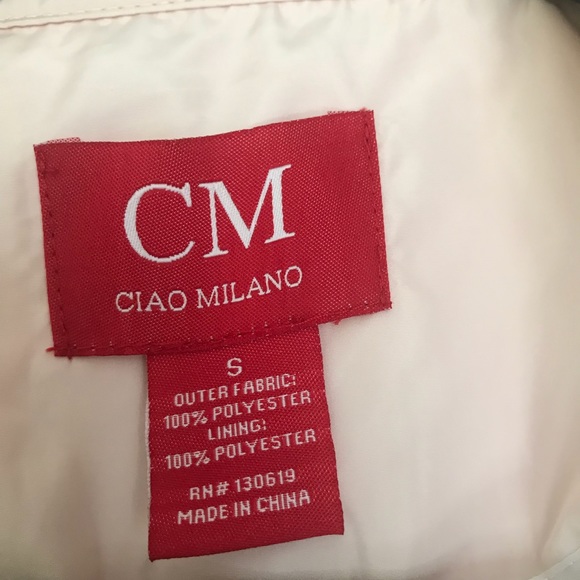 CM
CIAO MILANO
S
OUTER FABRIC:
100% POLYESTER
LINING:
100% POLYESTER
RN# 130619
MADE IN CHINA